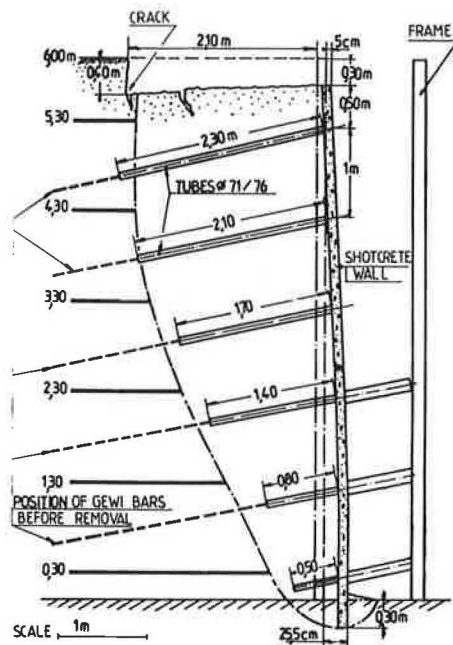 CRACK
2,10 m
5cm
FRAME
6,00m
0,40m
0,30m
0,50m
5,30
2,30 m
1m
TUBES Ø 71/76
4,30
2,10
SHOTCRETE
WALL
3,30
1,70
2,30
1,40
1,30
0,80
POSITION OF GEWI BARS
BEFORE REMOVAL
0,50
0,30
0,30m
SCALE 1m
25,5cm